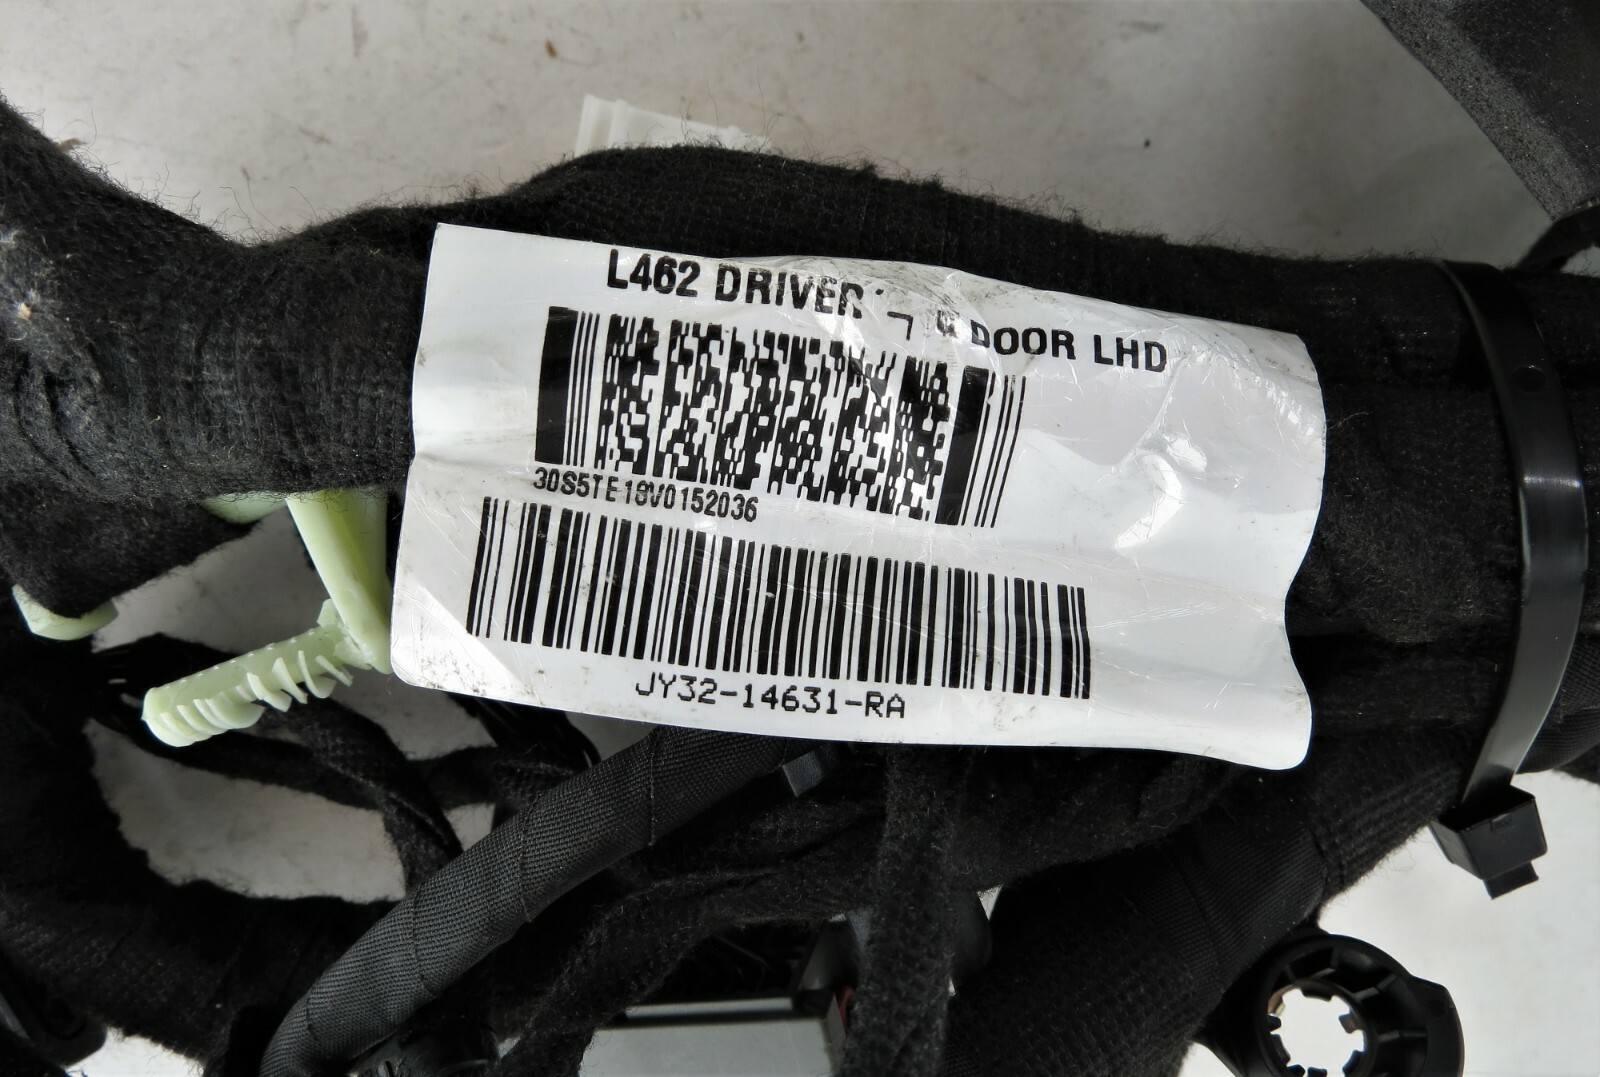 L462 DRIVER DOOR LHD
30S5TE18V0152036
JY32-14631-RA